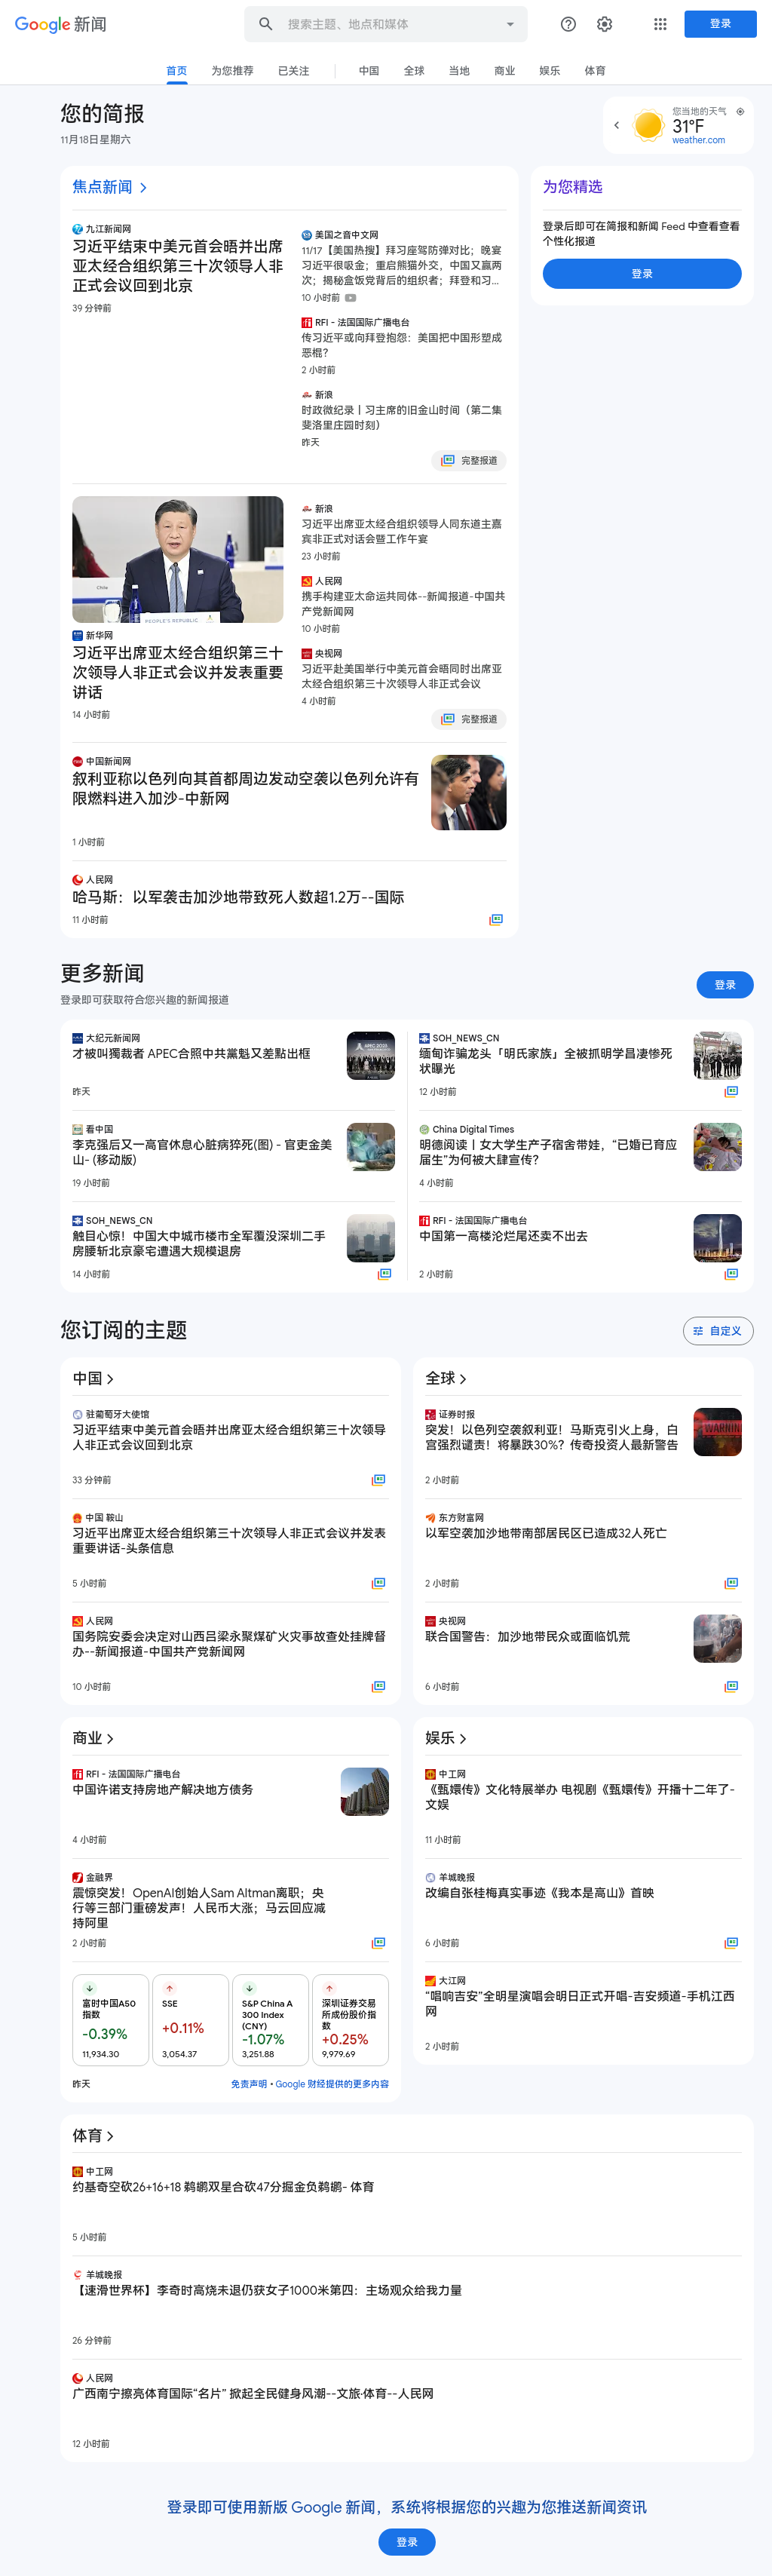 Google 新闻
搜索主题、地点和媒体
登录
首页
为您推荐
已关注
中国
全球
当地
商业
娱乐
体育
您的简报
11月18日星期六
您当地的天气
31°F
weather.com
焦点新闻
九江新闻网
习近平结束中美元首会晤并出席
亚太经合组织第三十次领导人非
正式会议回到北京
39 分钟前
美国之音中文网
11/17【美国热搜】拜习座驾防弹对比；晚宴
习近平很吸金；重启熊猫外交，中国又赢两
次；揭秘盒饭党背后的组织者；拜登和习...
10 小时前
RFI - 法国国际广播电台
传习近平或向拜登抱怨：美国把中国形塑成
恶棍？
2 小时前
新浪
时政微纪录丨习主席的旧金山时间（第二集
斐洛里庄园时刻）
昨天
完整报道
为您精选
登录后即可在简报和新闻 Feed 中查看查看
个性化报道
登录
Chile
PEOPLE'S REPUBLIC
新华网
习近平出席亚太经合组织第三十
次领导人非正式会议并发表重要
讲话
14 小时前
新浪
习近平出席亚太经合组织领导人同东道主嘉
宾非正式对话会暨工作午宴
23 小时前
人民网
携手构建亚太命运共同体--新闻报道-中国共
产党新闻网
10 小时前
央视网
习近平赴美国举行中美元首会晤同时出席亚
太经合组织第三十次领导人非正式会议
4 小时前
完整报道
中国新闻网
叙利亚称以色列向其首都周边发动空袭以色列允许有
限燃料进入加沙-中新网
1 小时前
人民网
哈马斯：以军袭击加沙地带致死人数超1.2万--国际
11 小时前
更多新闻
登录即可获取符合您兴趣的新闻报道
登录
大纪元新闻网
才被叫獨裁者 APEC合照中共黨魁又差點出框
昨天
SOH_NEWS_CN
缅甸诈骗龙头「明氏家族」全被抓明学昌凄惨死
状曝光
12 小时前
看中国
李克强后又一高官休息心脏病猝死(图) - 官吏金美
山- (移动版)
19 小时前
China Digital Times
明德阅读丨女大学生产子宿舍带娃，“已婚已育应
届生”为何被大肆宣传？
4 小时前
SOH_NEWS_CN
触目心惊！中国大中城市楼市全军覆没深圳二手
房腰斩北京豪宅遭遇大规模退房
14 小时前
RFI - 法国国际广播电台
中国第一高楼沦烂尾还卖不出去
2 小时前
您订阅的主题
自定义
中国
驻葡萄牙大使馆
习近平结束中美元首会晤并出席亚太经合组织第三十次领导
人非正式会议回到北京
33 分钟前
中国 鞍山
习近平出席亚太经合组织第三十次领导人非正式会议并发表
重要讲话-头条信息
5 小时前
人民网
国务院安委会决定对山西吕梁永聚煤矿火灾事故查处挂牌督
办--新闻报道-中国共产党新闻网
10 小时前
全球
证券时报
突发！以色列空袭叙利亚！马斯克引火上身，白
宫强烈谴责！将暴跌30%？传奇投资人最新警告
WARNIN
2 小时前
东方财富网
以军空袭加沙地带南部居民区已造成32人死亡
2 小时前
央视网
联合国警告：加沙地带民众或面临饥荒
6 小时前
商业
RFI - 法国国际广播电台
中国许诺支持房地产解决地方债务
4 小时前
金融界
震惊突发！OpenAI创始人Sam Altman离职；央
行等三部门重磅发声！人民币大涨；马云回应减
持阿里
2 小时前
富时中国A50
指数
-0.39%
11,934.30
SSE
+0.11%
3,054.37
S&P China A
300 Index
(CNY)
-1.07%
3,251.88
深圳证券交易
所成份股价指
数
+0.25%
9,979.69
昨天
免责声明 • Google 财经提供的更多内容
娱乐
中工网
《甄嬛传》文化特展举办 电视剧《甄嬛传》开播十二年了-
文娱
11 小时前
羊城晚报
改编自张桂梅真实事迹《我本是高山》首映
6 小时前
大江网
“唱响吉安”全明星演唱会明日正式开唱-吉安频道-手机江西
网
2 小时前
体育
中工网
约基奇空砍26+16+18 鹈鹕双星合砍47分掘金负鹈鹕- 体育
5 小时前
羊城晚报
【速滑世界杯】李奇时高烧未退仍获女子1000米第四：主场观众给我力量
26 分钟前
人民网
广西南宁擦亮体育国际“名片” 掀起全民健身风潮--文旅·体育--人民网
12 小时前
登录即可使用新版 Google 新闻，系统将根据您的兴趣为您推送新闻资讯
登录